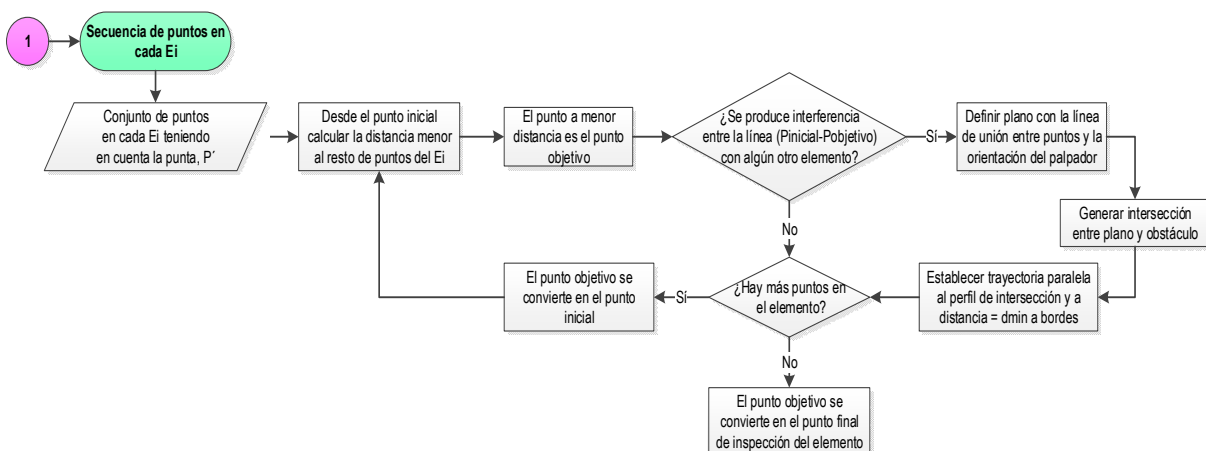 1
Secuencia de puntos en
cada Ei
Conjunto de puntos
en cada Ei teniendo
en cuenta la punta, P´
Desde el punto inicial
calcular la distancia menor
al resto de puntos del Ei
El punto a menor
distancia es el punto
objetivo
¿Se produce interferencia
entre la línea (Pinicial-Pobjetivo)
con algún otro elemento?
Sí
Definir plano con la línea
de unión entre puntos y la
orientación del palpador
Generar intersección
entre plano y obstáculo
No
Establecer trayectoria paralela
al perfil de intersección y a
distancia = dmin a bordes
¿Hay más puntos en
el elemento?
Sí
El punto objetivo se
convierte en el punto
inicial
No
El punto objetivo se
convierte en el punto final
de inspección del elemento